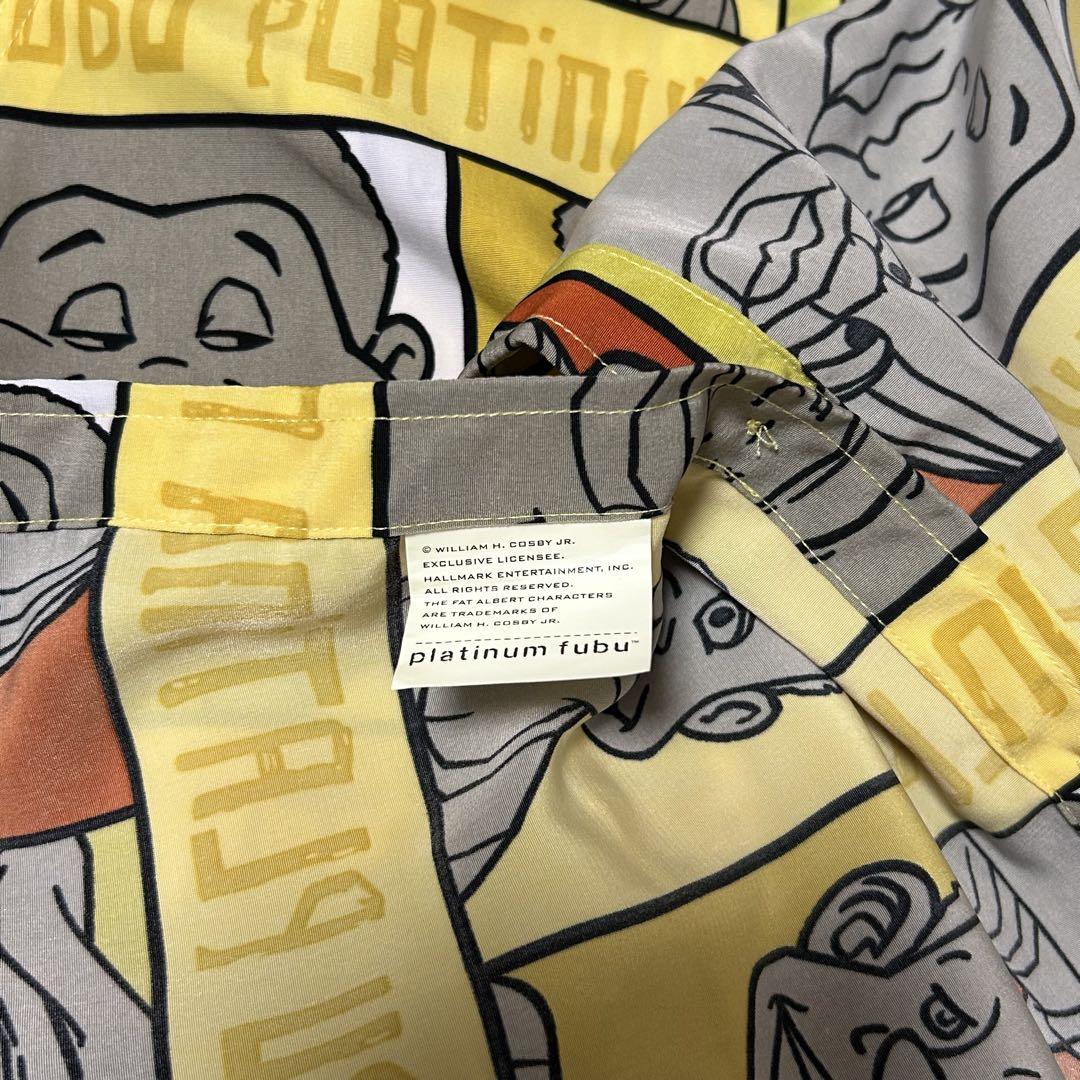 PLATINU
© WILLIAM H. COSBY JR.
EXCLUSIVE LICENSEE.
HALLMARK ENTERTAINMENT, INC.
ALL RIGHTS RESERVED.
THE FAT ALBERT CHARACTERS
ARE TRADEMARKS OF
WILLIAM H. COSBY JR.
platinum fubu™